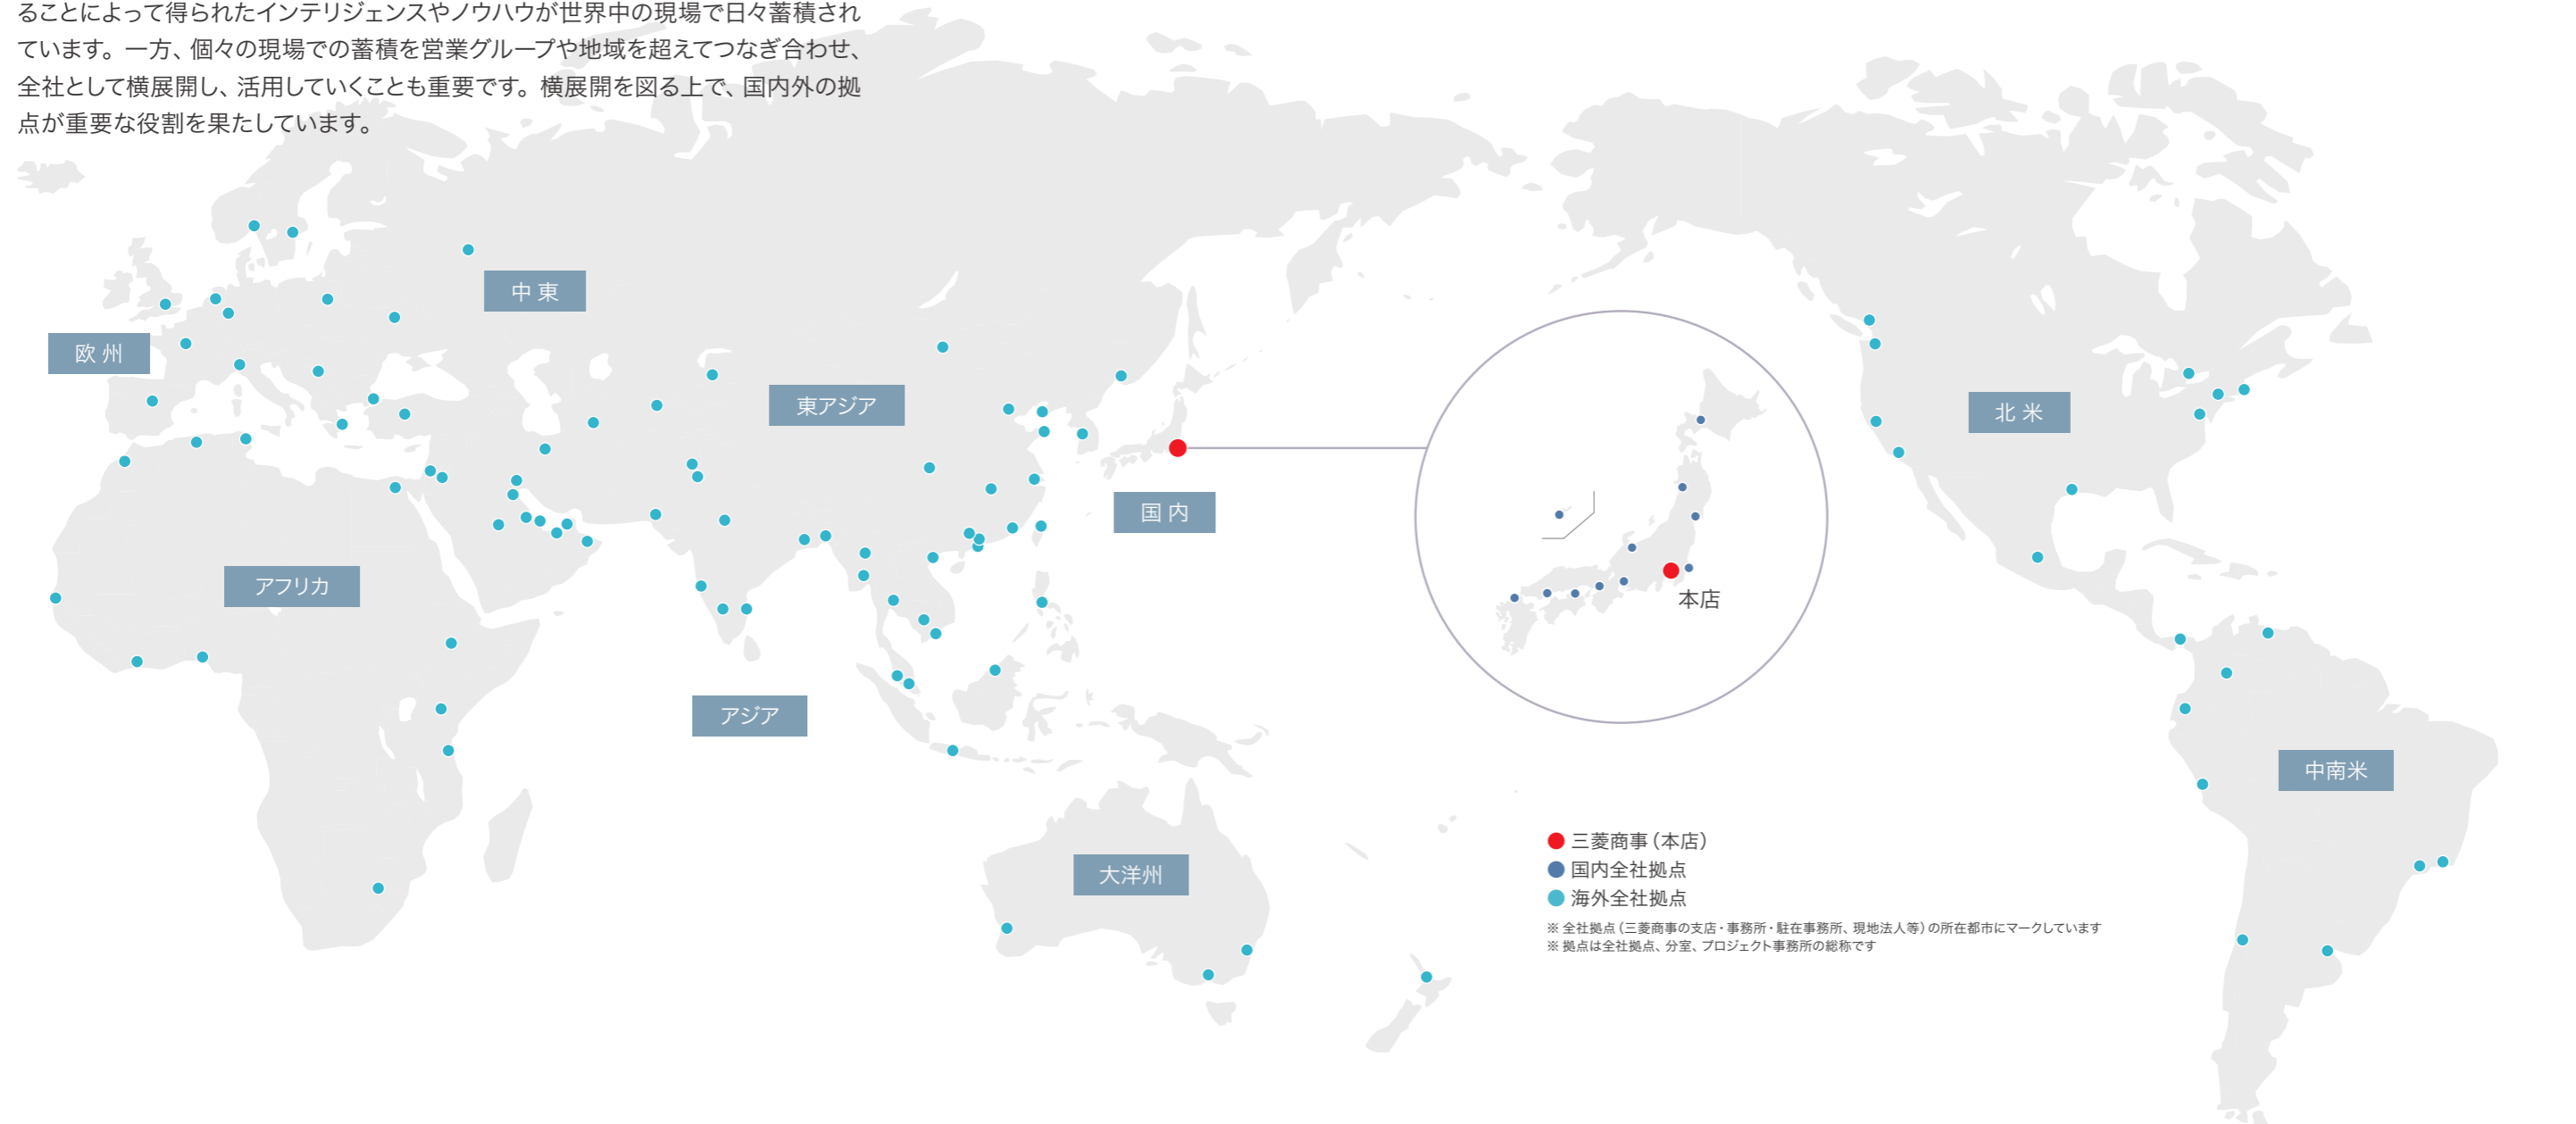 ることによって得られたインテリジェンスやノウハウが世界中の現場で日々蓄積され
ています。一方、個々の現場での蓄積を営業グループや地域を超えてつなぎ合わせ、
全社として横展開し、活用していくことも重要です。横展開を図る上で、国内外の拠
点が重要な役割を果たしています。
中東
欧州
東アジア
北米
国内
アフリカ
本店
アジア
中南米
大洋州
三菱商事（本店）
国内全社拠点
海外全社拠点
※ 全社拠点（三菱商事の支店・事務所・駐在事務所、現地法人等）の所在都市にマークしています
※ 拠点は全社拠点、分室、プロジェクト事務所の総称です